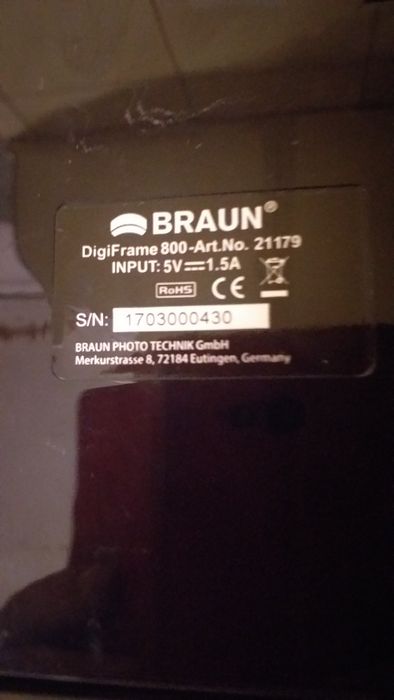 BRAUN®
DigiFrame 800-Art.No. 21179
INPUT: 5V⎓1.5A
RoHS CE
S/N: 1703000430
BRAUN PHOTO TECHNIK GmbH
Merkurstrasse 8, 72184 Eutingen, Germany